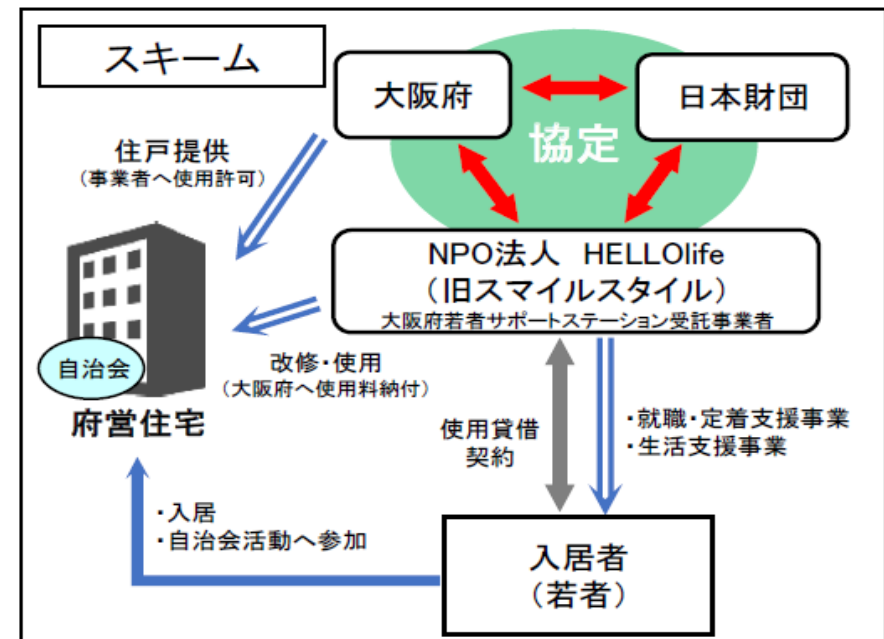 スキーム
大阪府
日本財団
協定
住戸提供
（事業者へ使用許可）
NPO法人 HELLOlife
（旧スマイルスタイル）
大阪府若者サポートステーション受託事業者
自治会
府営住宅
改修・使用
（大阪府へ使用料納付）
使用貸借
契約
・就職・定着支援事業
・生活支援事業
・入居
・自治会活動へ参加
入居者
（若者）